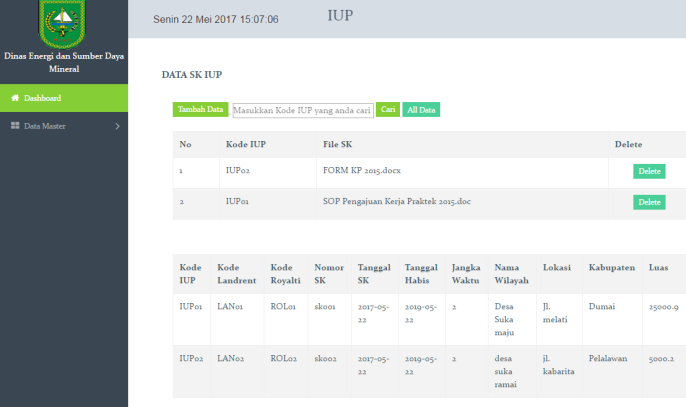 Senin 22 Mei 2017 15:07:06
IUP
Dinas Energi dan Sumber Daya
Mineral
Dashboard
Data Master
DATA SK IUP
Tambah Data Masukkan Kode IUP yang anda cari Cari All Data
No Kode IUP File SK Delete
1 IUP02 FORM KP 2015.docx Delete
2 IUP01 SOP Pengajuan Kerja Praktek 2015.doc Delete
Kode Kode Kode Nomor Tanggal Tanggal Jangka Nama Lokasi Kabupaten Luas
IUP Landrent Royalti SK SK Habis Waktu Wilayah
IUP01 LAN01 ROL01 sk001 2017-05- 2019-05- 2 Desa Jl. Dumai 25000.9
22 22 Suka melati
maju
IUP02 LAN02 ROL02 sk002 2017-05- 2019-05- 2 desa jl. Pelalawan 5000.2
22 22 suka kabarita
ramai